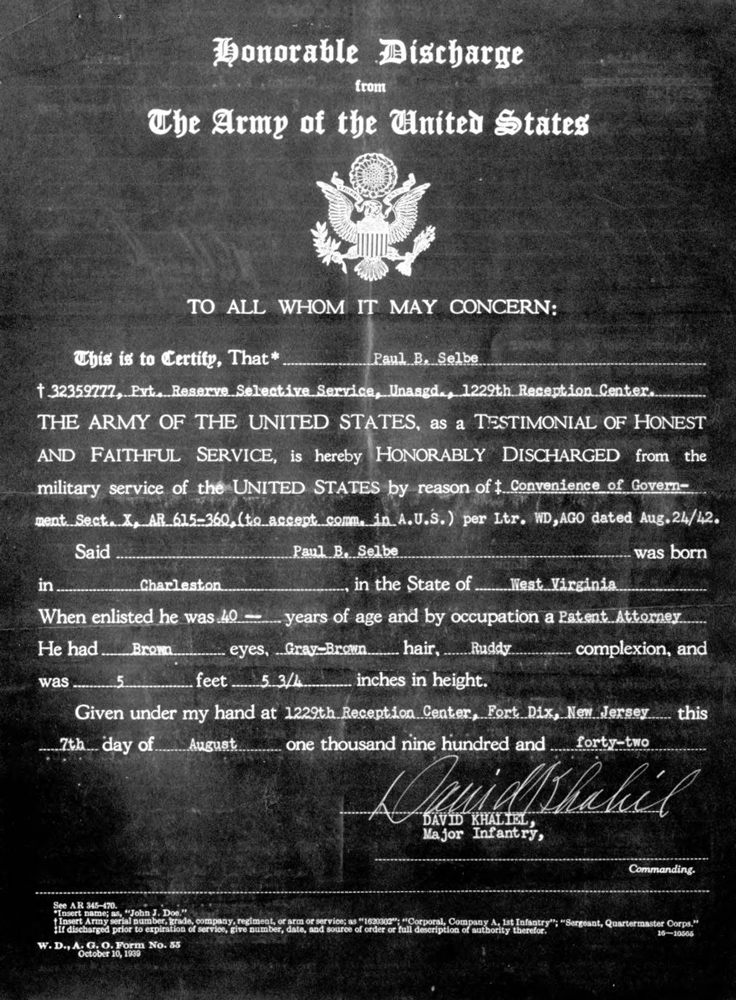 Honorable Discharge
from
The Army of the United States
TO ALL WHOM IT MAY CONCERN:
This is to Certify, That* Paul B. Selbe
† 32359777, Pvt. Reserve Selective Service, Unasgd., 1229th Reception Center.
THE ARMY OF THE UNITED STATES, as a TESTIMONIAL OF HONEST
AND FAITHFUL SERVICE, is hereby HONORABLY DISCHARGED from the
military service of the UNITED STATES by reason of ‡ Convenience of Govern-
ment Sect. X, AR 615-360,(to accept comm. in A.U.S.) per Ltr. WD,AGO dated Aug.24/42.
Said Paul B. Selbe was born
in Charleston, in the State of West Virginia
When enlisted he was 40 — years of age and by occupation a Patent Attorney
He had Brown eyes, Gray-Brown hair, Ruddy complexion, and
was 5 feet 5 3/4 inches in height.
Given under my hand at 1229th Reception Center, Fort Dix, New Jersey this
7th day of August one thousand nine hundred and forty-two
David Khaliel
DAVID KHALIEL,
Major Infantry,
Commanding.
See AR 345-470.
*Insert name; as, "John J. Doe."
†Insert Army serial number, grade, company, regiment, or arm or service; as "1620302"; "Corporal, Company A, 1st Infantry"; "Sergeant, Quartermaster Corps."
‡If discharged prior to expiration of service, give number, date, and source of order or full description of authority therefor.
16—10565
W. D., A. G. O. Form No. 55
October 10, 1939